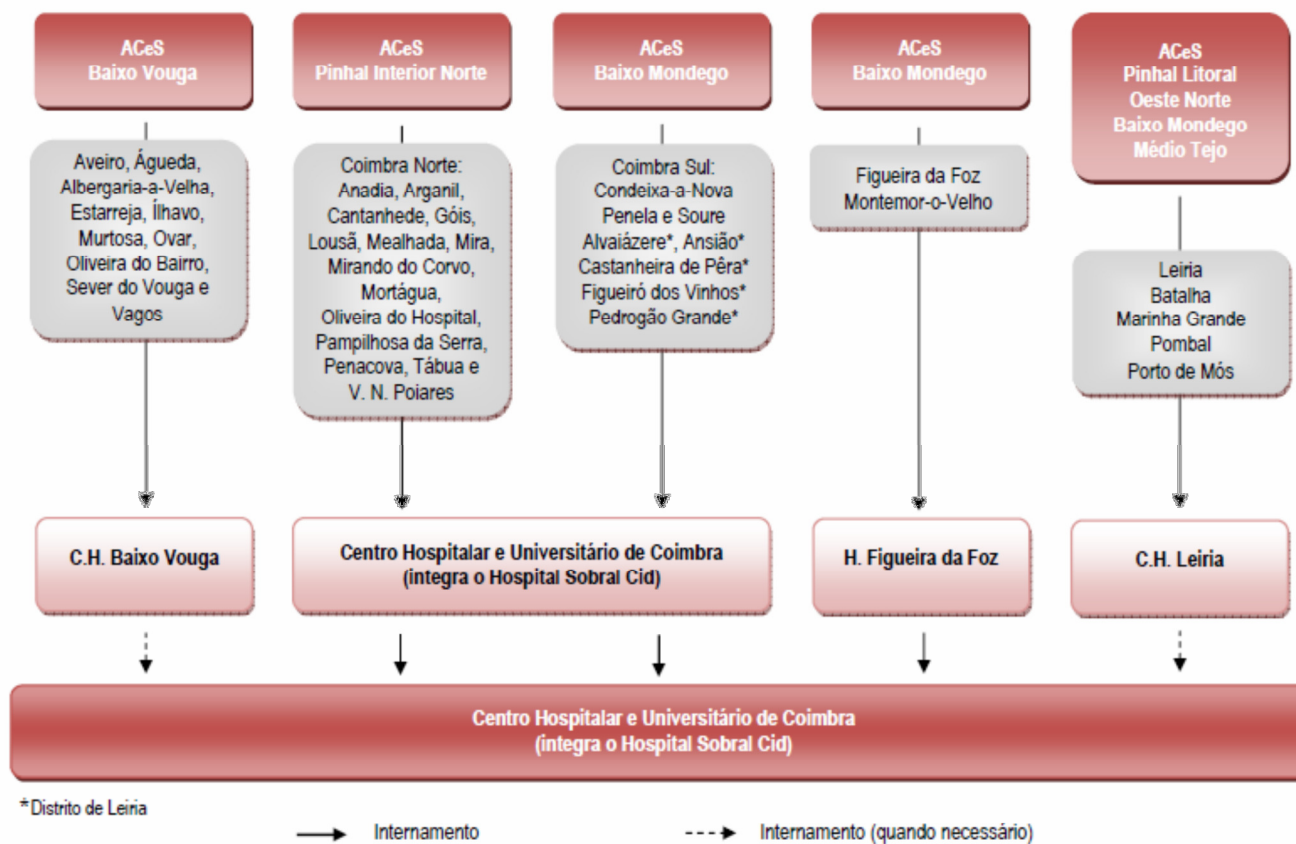 ACeS
Baixo Vouga
ACeS
Pinhal Interior Norte
ACeS
Baixo Mondego
ACeS
Baixo Mondego
ACeS
Pinhal Litoral
Oeste Norte
Baixo Mondego
Médio Tejo
Aveiro, Águeda,
Albergaria-a-Velha,
Estarreja, Ílhavo,
Murtosa, Ovar,
Oliveira do Bairro,
Sever do Vouga e
Vagos
Coimbra Norte:
Anadia, Arganil,
Cantanhede, Góis,
Lousã, Mealhada, Mira,
Mirando do Corvo,
Mortágua,
Oliveira do Hospital,
Pampilhosa da Serra,
Penacova, Tábua e
V. N. Poiares
Coimbra Sul:
Condeixa-a-Nova
Penela e Soure
Alvaiázere*, Ansião*
Castanheira de Pêra*
Figueiró dos Vinhos*
Pedrogão Grande*
Figueira da Foz
Montemor-o-Velho
Leiria
Batalha
Marinha Grande
Pombal
Porto de Mós
C.H. Baixo Vouga
Centro Hospitalar e Universitário de Coimbra
(integra o Hospital Sobral Cid)
H. Figueira da Foz
C.H. Leiria
Centro Hospitalar e Universitário de Coimbra
(integra o Hospital Sobral Cid)
*Distrito de Leiria
Internamento
Internamento (quando necessário)